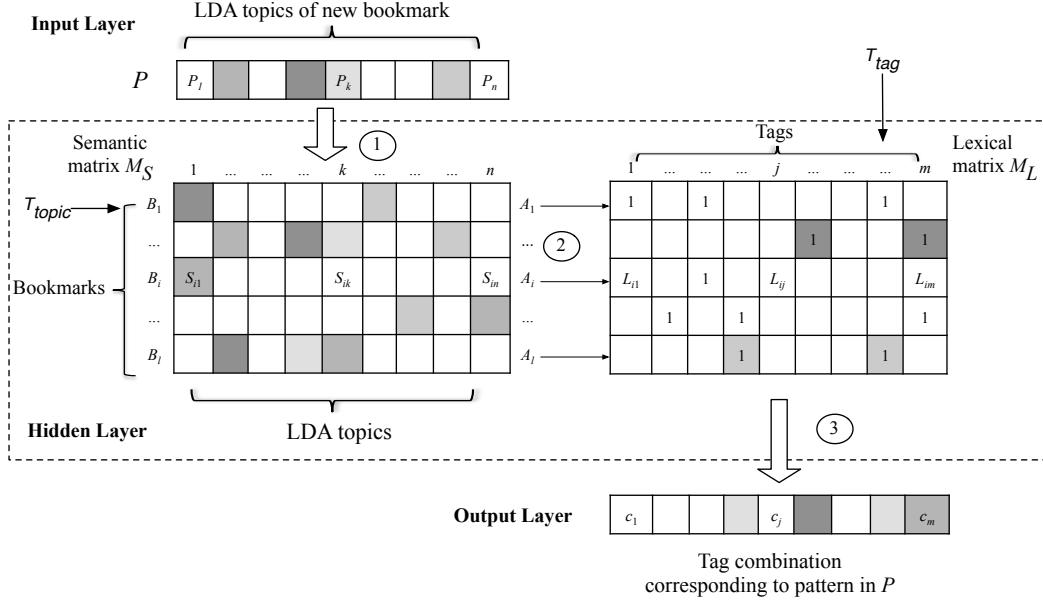 LDA topics of new bookmark
Input Layer
P
P1 Pk Pn
Ttag
1
Semantic
matrix MS
Tags
Lexical
matrix ML
1 ... ... ... k ... ... ... n
1 ... ... ... j ... ... ... m
Ttopic
B1
A1
1 1 1
...
...
2
1 1
Bookmarks
Bi
Si1 Sik Sin
Ai
Li1 1 Lij Lim
...
...
1 1 1
Bl
Al
1 1
Hidden Layer
LDA topics
3
Output Layer
c1 cj cm
Tag combination
corresponding to pattern in P